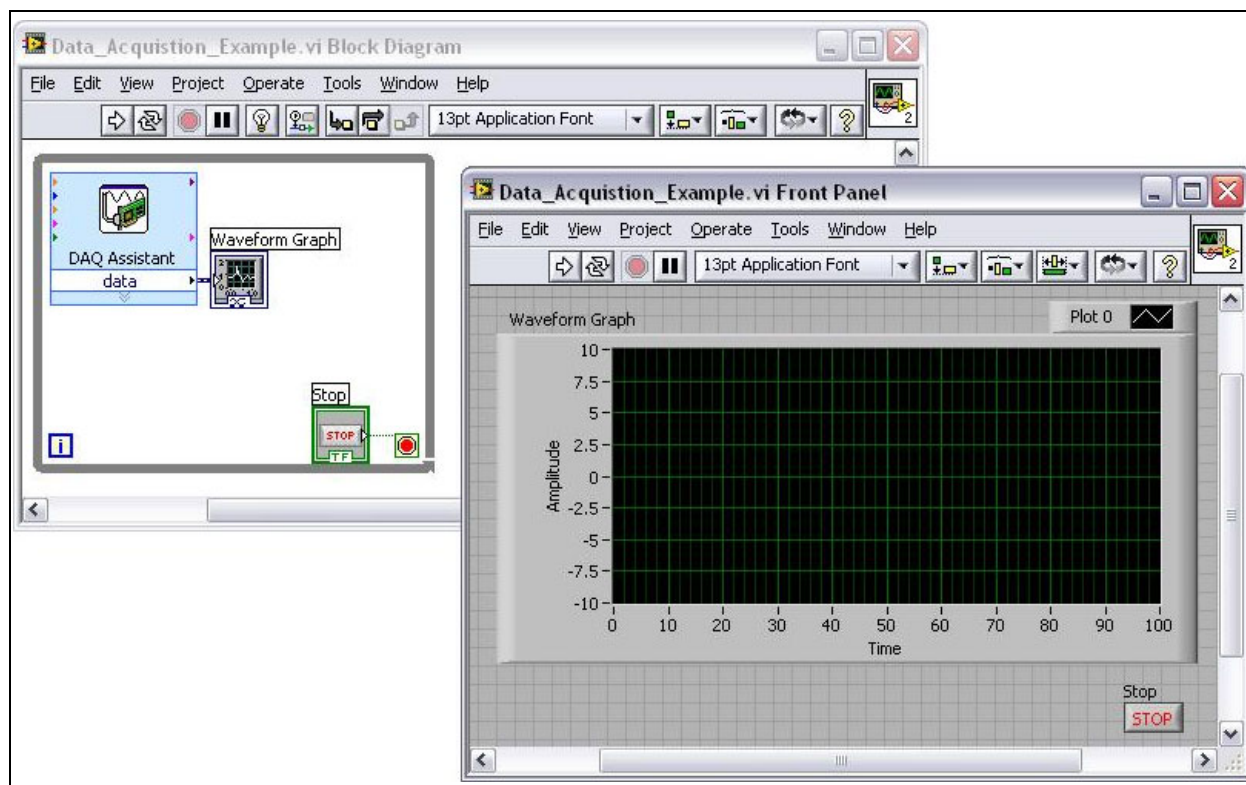 Data_Acquistion_Example.vi Block Diagram
File Edit View Project Operate Tools Window Help
13pt Application Font
2
DAQ Assistant
data
Waveform Graph
Stop
STOP
TF
i
Data_Acquistion_Example.vi Front Panel
File Edit View Project Operate Tools Window Help
13pt Application Font
2
Waveform Graph
Plot 0
10
7.5
5
2.5
0
-2.5
-5
-7.5
-10
Amplitude
0 10 20 30 40 50 60 70 80 90 100
Time
Stop
STOP